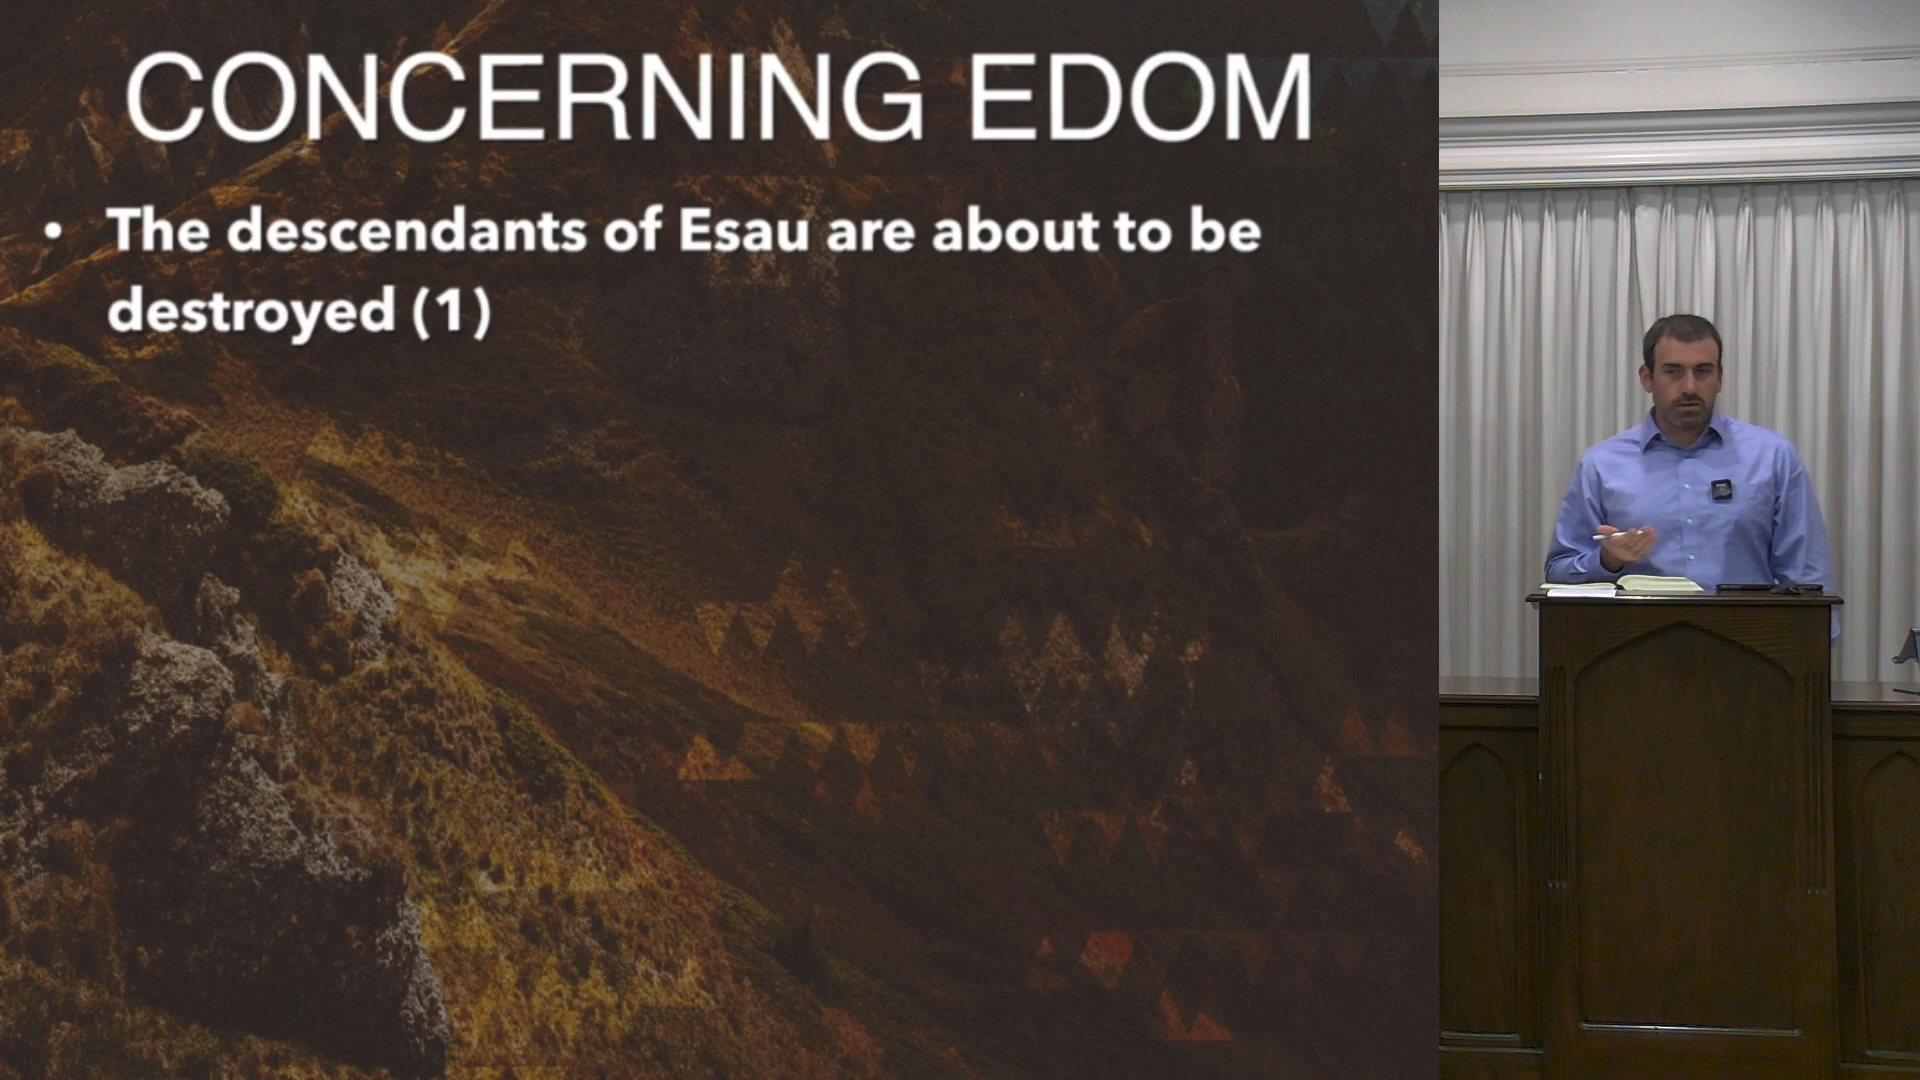 CONCERNING EDOM
• The descendants of Esau are about to be
destroyed (1)